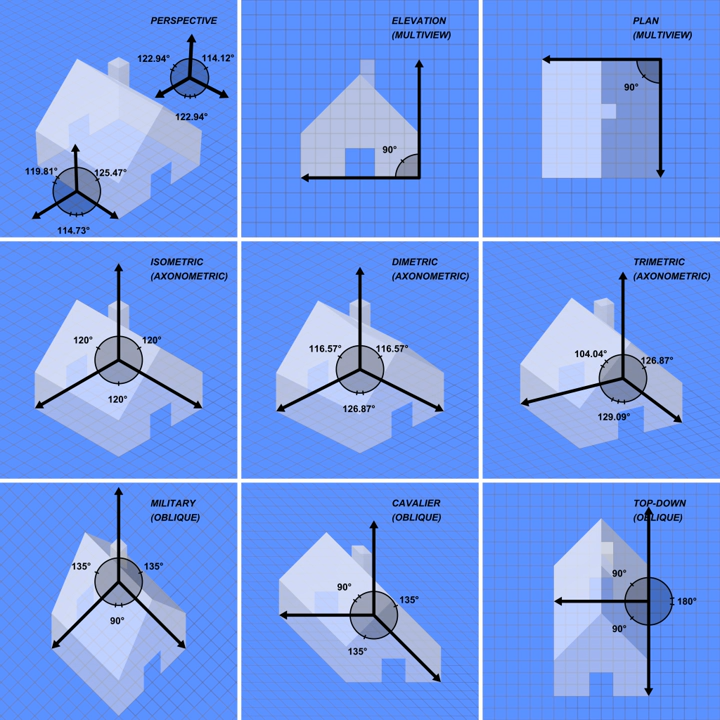 PERSPECTIVE
122.94°
114.12°
122.94°
119.81°
125.47°
114.73°
ELEVATION
(MULTIVIEW)
90°
PLAN
(MULTIVIEW)
90°
ISOMETRIC
(AXONOMETRIC)
120°
120°
120°
DIMETRIC
(AXONOMETRIC)
116.57°
116.57°
126.87°
TRIMETRIC
(AXONOMETRIC)
104.04°
126.87°
129.09°
MILITARY
(OBLIQUE)
135°
135°
90°
CAVALIER
(OBLIQUE)
90°
135°
135°
TOP-DOWN
(OBLIQUE)
90°
180°
90°